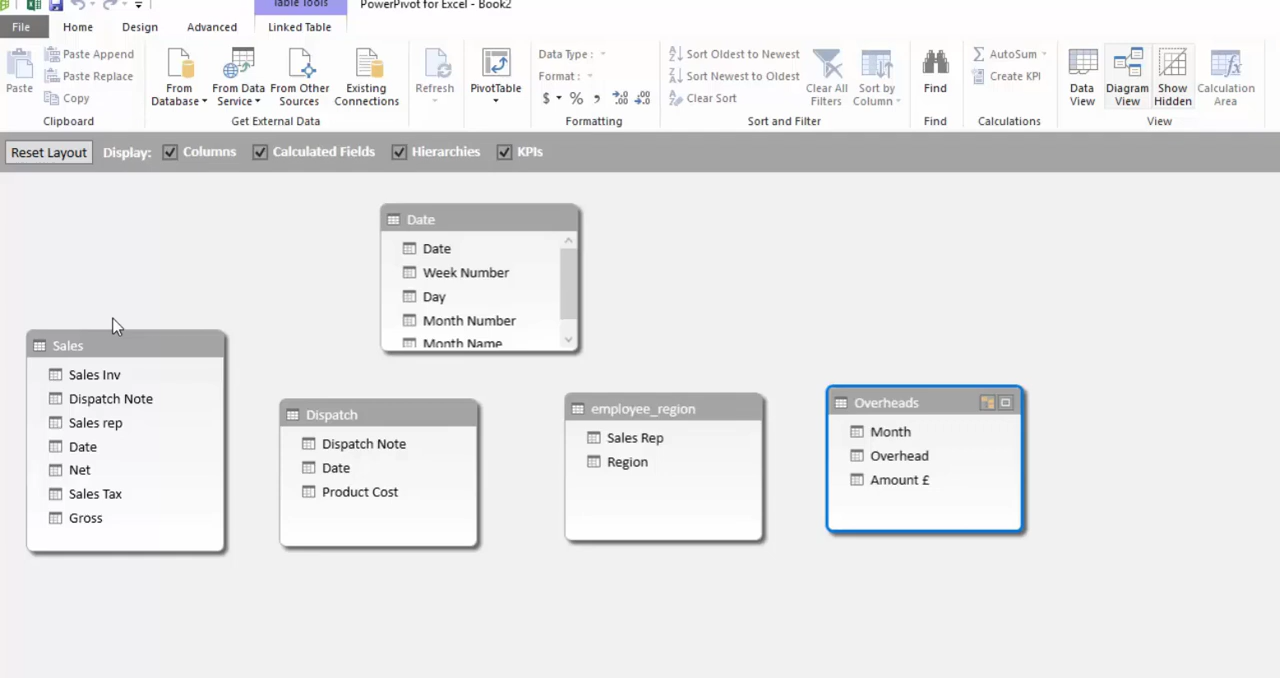 Table Tools
PowerPivot for Excel - Book2
File Home Design Advanced Linked Table
Paste
Paste Append
Paste Replace
Copy
Clipboard
From Database
From Data Service
From Other Sources
Existing Connections
Get External Data
Refresh
PivotTable
Data Type :
Format :
$ % ,
Formatting
Sort Oldest to Newest
Sort Newest to Oldest
Clear Sort
Clear All Filters
Sort by Column
Sort and Filter
Find
Find
AutoSum
Create KPI
Calculations
Data View
Diagram View
Show Hidden
Calculation Area
View
Reset Layout Display: Columns Calculated Fields Hierarchies KPIs
Date
Date
Week Number
Day
Month Number
Month Name
Sales
Sales Inv
Dispatch Note
Sales rep
Date
Net
Sales Tax
Gross
Dispatch
Dispatch Note
Date
Product Cost
employee_region
Sales Rep
Region
Overheads
Month
Overhead
Amount £